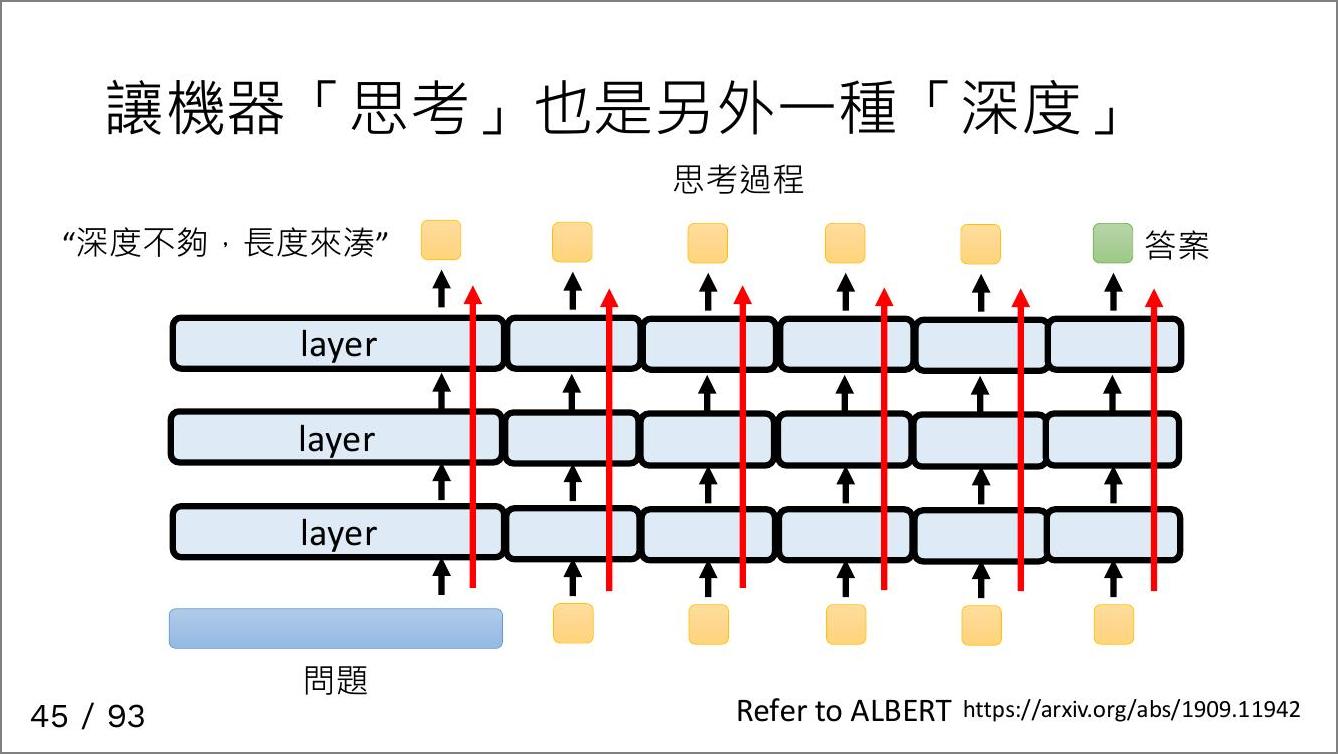 讓機器「思考」也是另外一種「深度」
思考過程
“深度不夠，長度來湊”
答案
layer
layer
layer
問題
45 / 93
Refer to ALBERT https://arxiv.org/abs/1909.11942